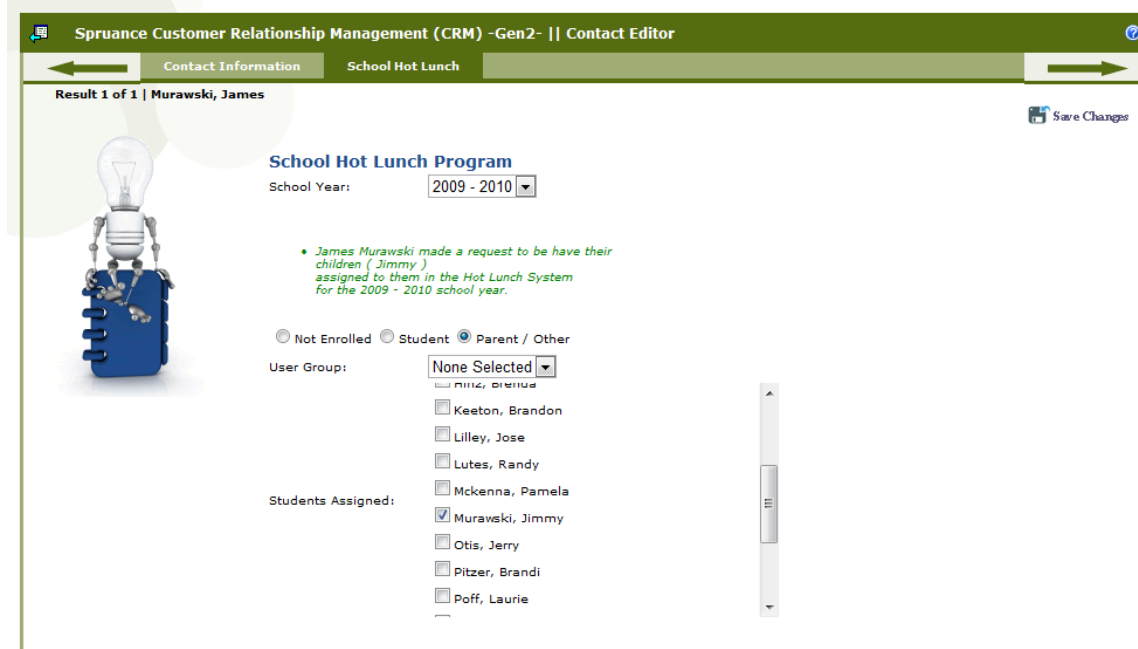 Spruance Customer Relationship Management (CRM) -Gen2- || Contact Editor
Contact Information School Hot Lunch
Result 1 of 1 | Murawski, James
Save Changes
School Hot Lunch Program
School Year: 2009 - 2010
• James Murawski made a request to be have their
children ( Jimmy )
assigned to them in the Hot Lunch System
for the 2009 - 2010 school year.
Not Enrolled Student Parent / Other
User Group: None Selected
Hinz, Brenda
Keeton, Brandon
Lilley, Jose
Lutes, Randy
Mckenna, Pamela
Students Assigned:
Murawski, Jimmy
Otis, Jerry
Pitzer, Brandi
Poff, Laurie